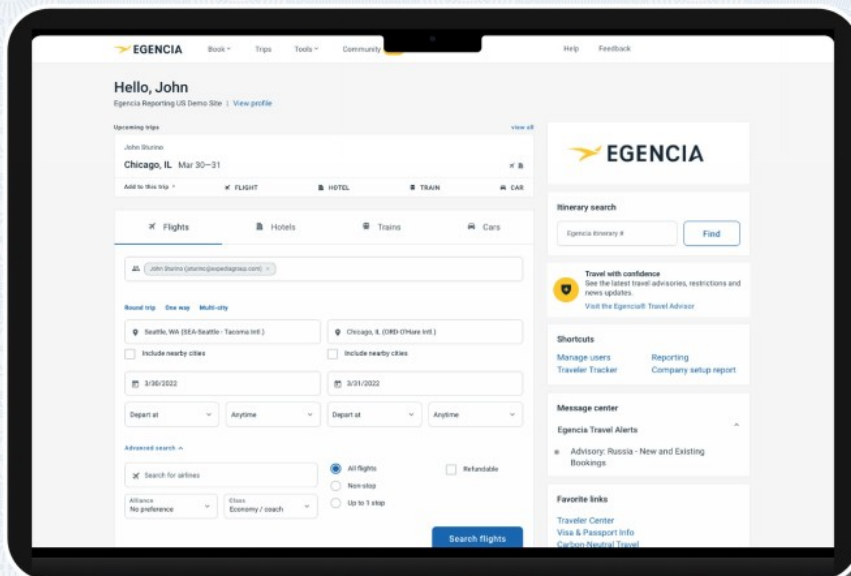 EGENCIA
Book
Trips
Tools
Community
Help
Feedback
Hello, John
Egencia Reporting US Demo Site | View profile
Upcoming trips
view all
John Sturino
Chicago, IL Mar 30—31
Add to this trip
FLIGHT
HOTEL
TRAIN
CAR
Flights
Hotels
Trains
Cars
John Sturino (jsturino@expediagroup.com) ×
Round trip One way Multi-city
Seattle, WA (SEA-Seattle - Tacoma Intl.)
Chicago, IL (ORD-O'Hare Intl.)
Include nearby cities
Include nearby cities
3/30/2022
3/31/2022
Depart at
Anytime
Depart at
Anytime
Advanced search
Search for airlines
All flights
Refundable
Non-stop
Up to 1 stop
Alliance
No preference
Class
Economy / coach
Search flights
EGENCIA
Itinerary search
Egencia itinerary #
Find
Travel with confidence
See the latest travel advisories, restrictions and
news updates.
Visit the Egencia® Travel Advisor
Shortcuts
Manage users
Reporting
Traveler Tracker
Company setup report
Message center
Egencia Travel Alerts
Advisory: Russia - New and Existing
Bookings
Favorite links
Traveler Center
Visa & Passport Info
Carbon-Neutral Travel